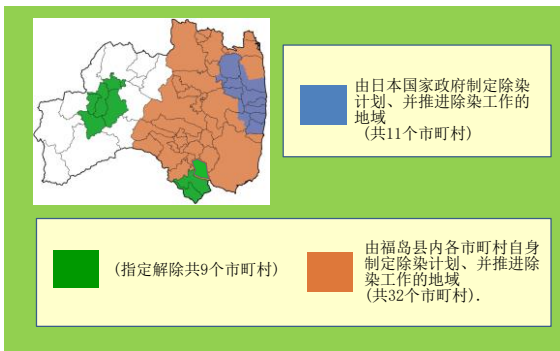 由日本国家政府制定除染
计划、并推进除染工作的
地域
(共11个市町村)
(指定解除共9个市町村)
由福岛县内各市町村自身
制定除染计划、并推进除
染工作的地域
(共32个市町村).